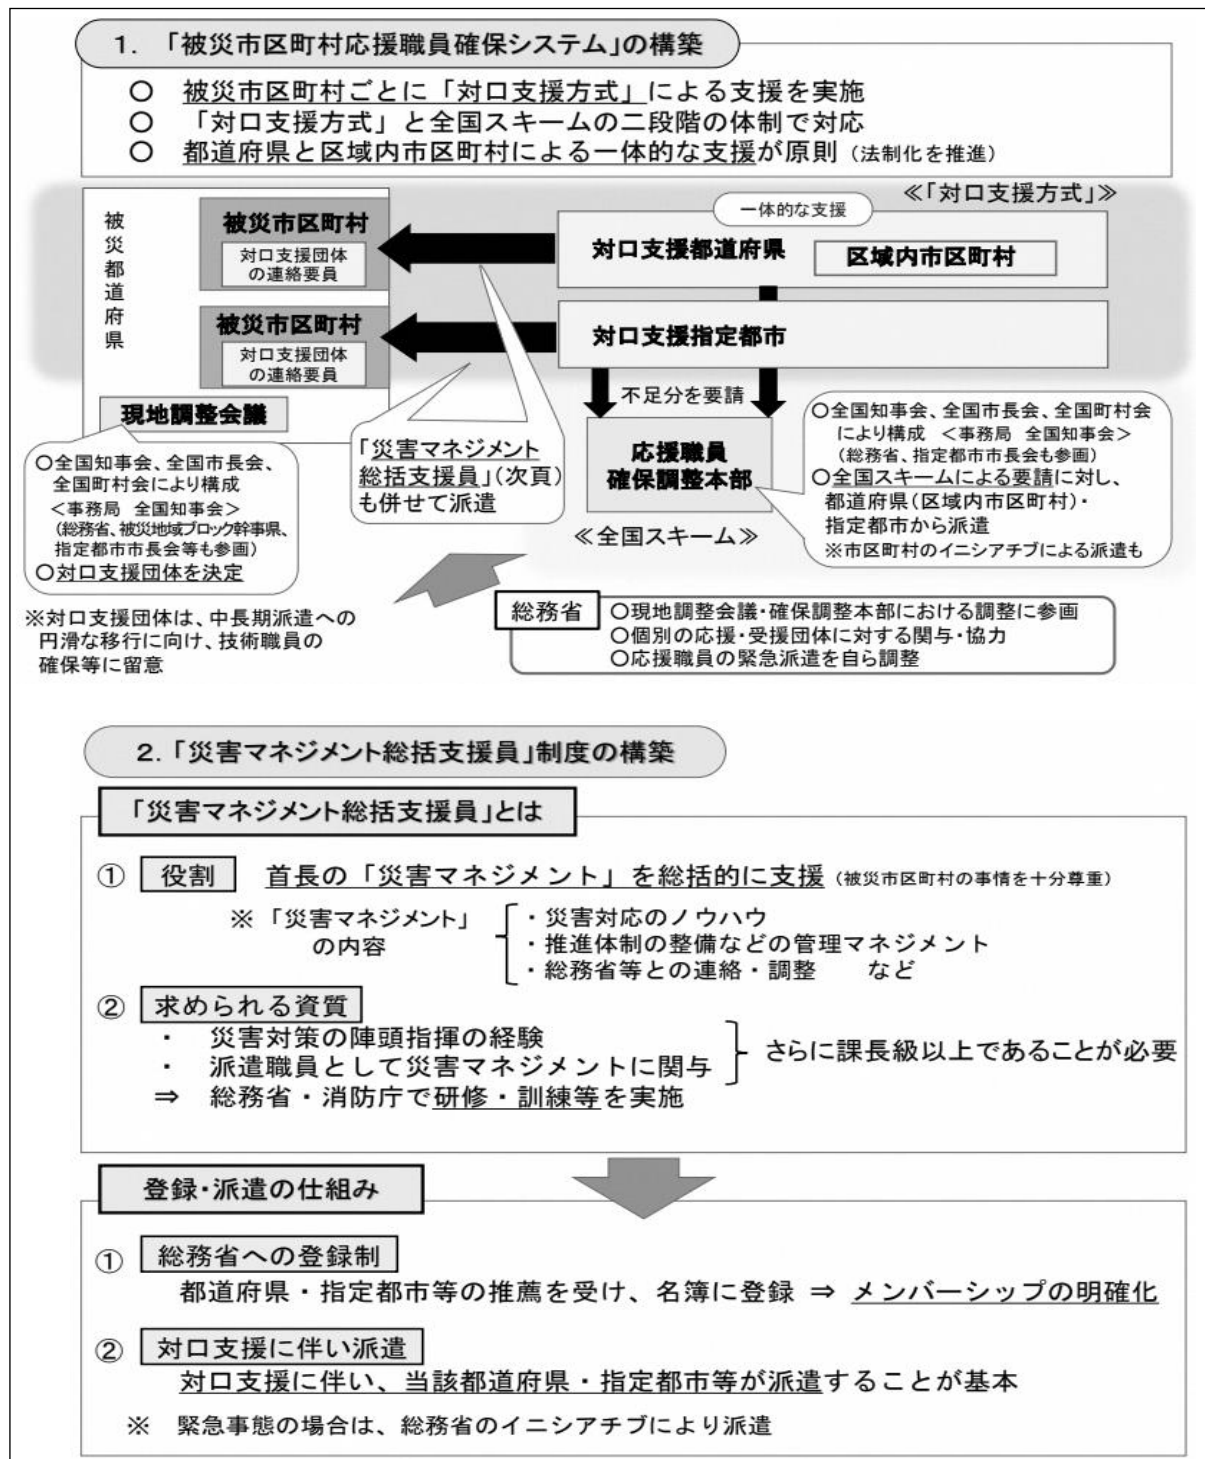 １．「被災市区町村応援職員確保システム」の構築
○ 被災市区町村ごとに「対口支援方式」による支援を実施
○ 「対口支援方式」と全国スキームの二段階の体制で対応
○ 都道府県と区域内市区町村による一体的な支援が原則（法制化を推進）
≪「対口支援方式」≫
被災都道府県
被災市区町村
対口支援団体
の連絡要員
一体的な支援
対口支援都道府県
区域内市区町村
被災市区町村
対口支援団体
の連絡要員
対口支援指定都市
現地調整会議
○全国知事会、全国市長会、
全国町村会により構成
＜事務局 全国知事会＞
（総務省、被災地域ブロック幹事県、
指定都市市長会等も参画）
○対口支援団体を決定
「災害マネジメント
総括支援員」（次頁）
も併せて派遣
不足分を要請
応援職員
確保調整本部
≪全国スキーム≫
○全国知事会、全国市長会、全国町村会
により構成 ＜事務局 全国知事会＞
（総務省、指定都市市長会も参画）
○全国スキームによる要請に対し、
都道府県（区域内市区町村）・
指定都市から派遣
※市区町村のイニシアチブによる派遣も
※対口支援団体は、中長期派遣への
円滑な移行に向け、技術職員の
確保等に留意
総務省
○現地調整会議・確保調整本部における調整に参画
○個別の応援・受援団体に対する関与・協力
○応援職員の緊急派遣を自ら調整
２．「災害マネジメント総括支援員」制度の構築
「災害マネジメント総括支援員」とは
① 役割 首長の「災害マネジメント」を総括的に支援（被災市区町村の事情を十分尊重）
※「災害マネジメント」
の内容
・災害対応のノウハウ
・推進体制の整備などの管理マネジメント
・総務省等との連絡・調整 など
② 求められる資質
・ 災害対策の陣頭指揮の経験
・ 派遣職員として災害マネジメントに関与
さらに課長級以上であることが必要
⇒ 総務省・消防庁で研修・訓練等を実施
登録・派遣の仕組み
① 総務省への登録制
都道府県・指定都市等の推薦を受け、名簿に登録 ⇒ メンバーシップの明確化
② 対口支援に伴い派遣
対口支援に伴い、当該都道府県・指定都市等が派遣することが基本
※ 緊急事態の場合は、総務省のイニシアチブにより派遣